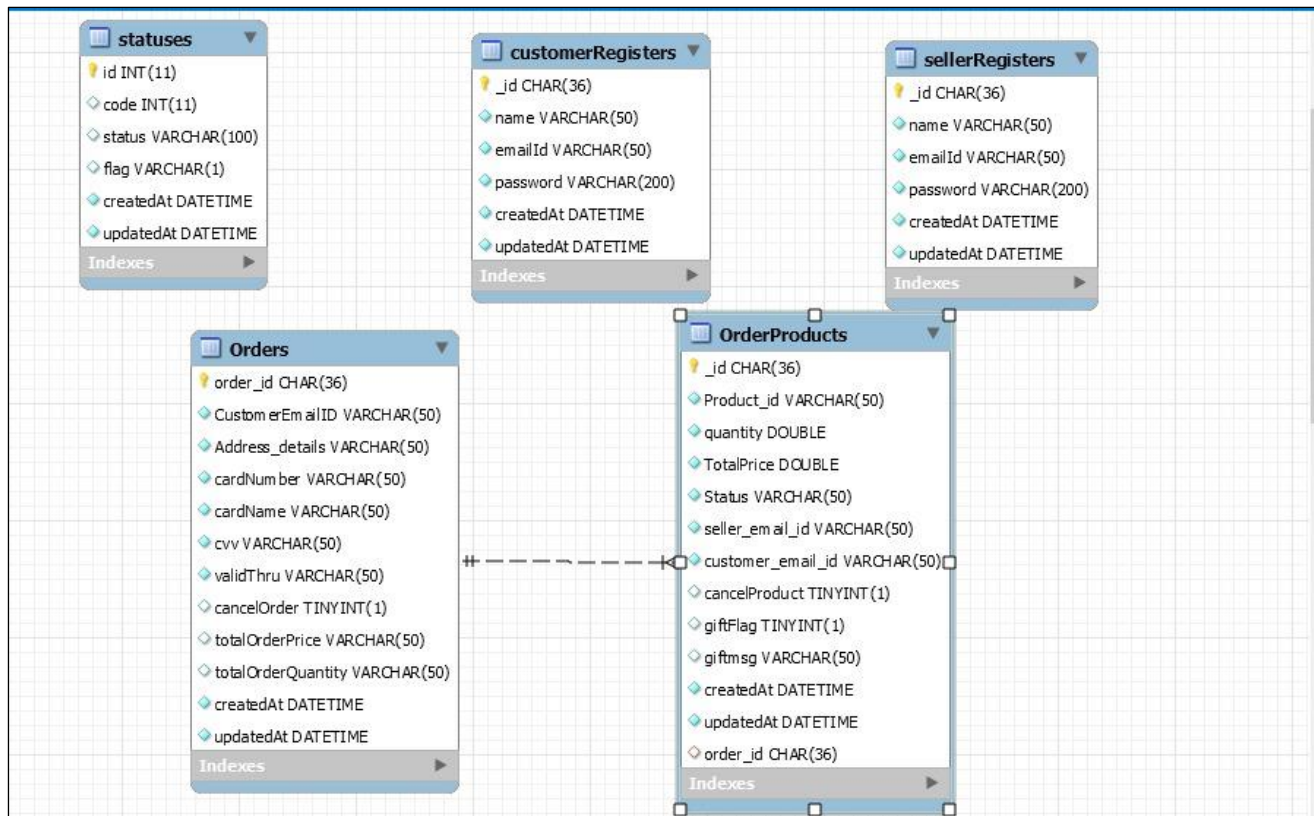 statuses
id INT(11)
code INT(11)
status VARCHAR(100)
flag VARCHAR(1)
createdAt DATETIME
updatedAt DATETIME
Indexes
customerRegisters
_id CHAR(36)
name VARCHAR(50)
emailId VARCHAR(50)
password VARCHAR(200)
createdAt DATETIME
updatedAt DATETIME
Indexes
sellerRegisters
_id CHAR(36)
name VARCHAR(50)
emailId VARCHAR(50)
password VARCHAR(200)
createdAt DATETIME
updatedAt DATETIME
Indexes
Orders
order_id CHAR(36)
CustomerEmailID VARCHAR(50)
Address_details VARCHAR(50)
cardNumber VARCHAR(50)
cardName VARCHAR(50)
cvv VARCHAR(50)
validThru VARCHAR(50)
cancelOrder TINYINT(1)
totalOrderPrice VARCHAR(50)
totalOrderQuantity VARCHAR(50)
createdAt DATETIME
updatedAt DATETIME
Indexes
OrderProducts
_id CHAR(36)
Product_id VARCHAR(50)
quantity DOUBLE
TotalPrice DOUBLE
Status VARCHAR(50)
seller_email_id VARCHAR(50)
customer_email_id VARCHAR(50)
cancelProduct TINYINT(1)
giftFlag TINYINT(1)
giftmsg VARCHAR(50)
createdAt DATETIME
updatedAt DATETIME
order_id CHAR(36)
Indexes